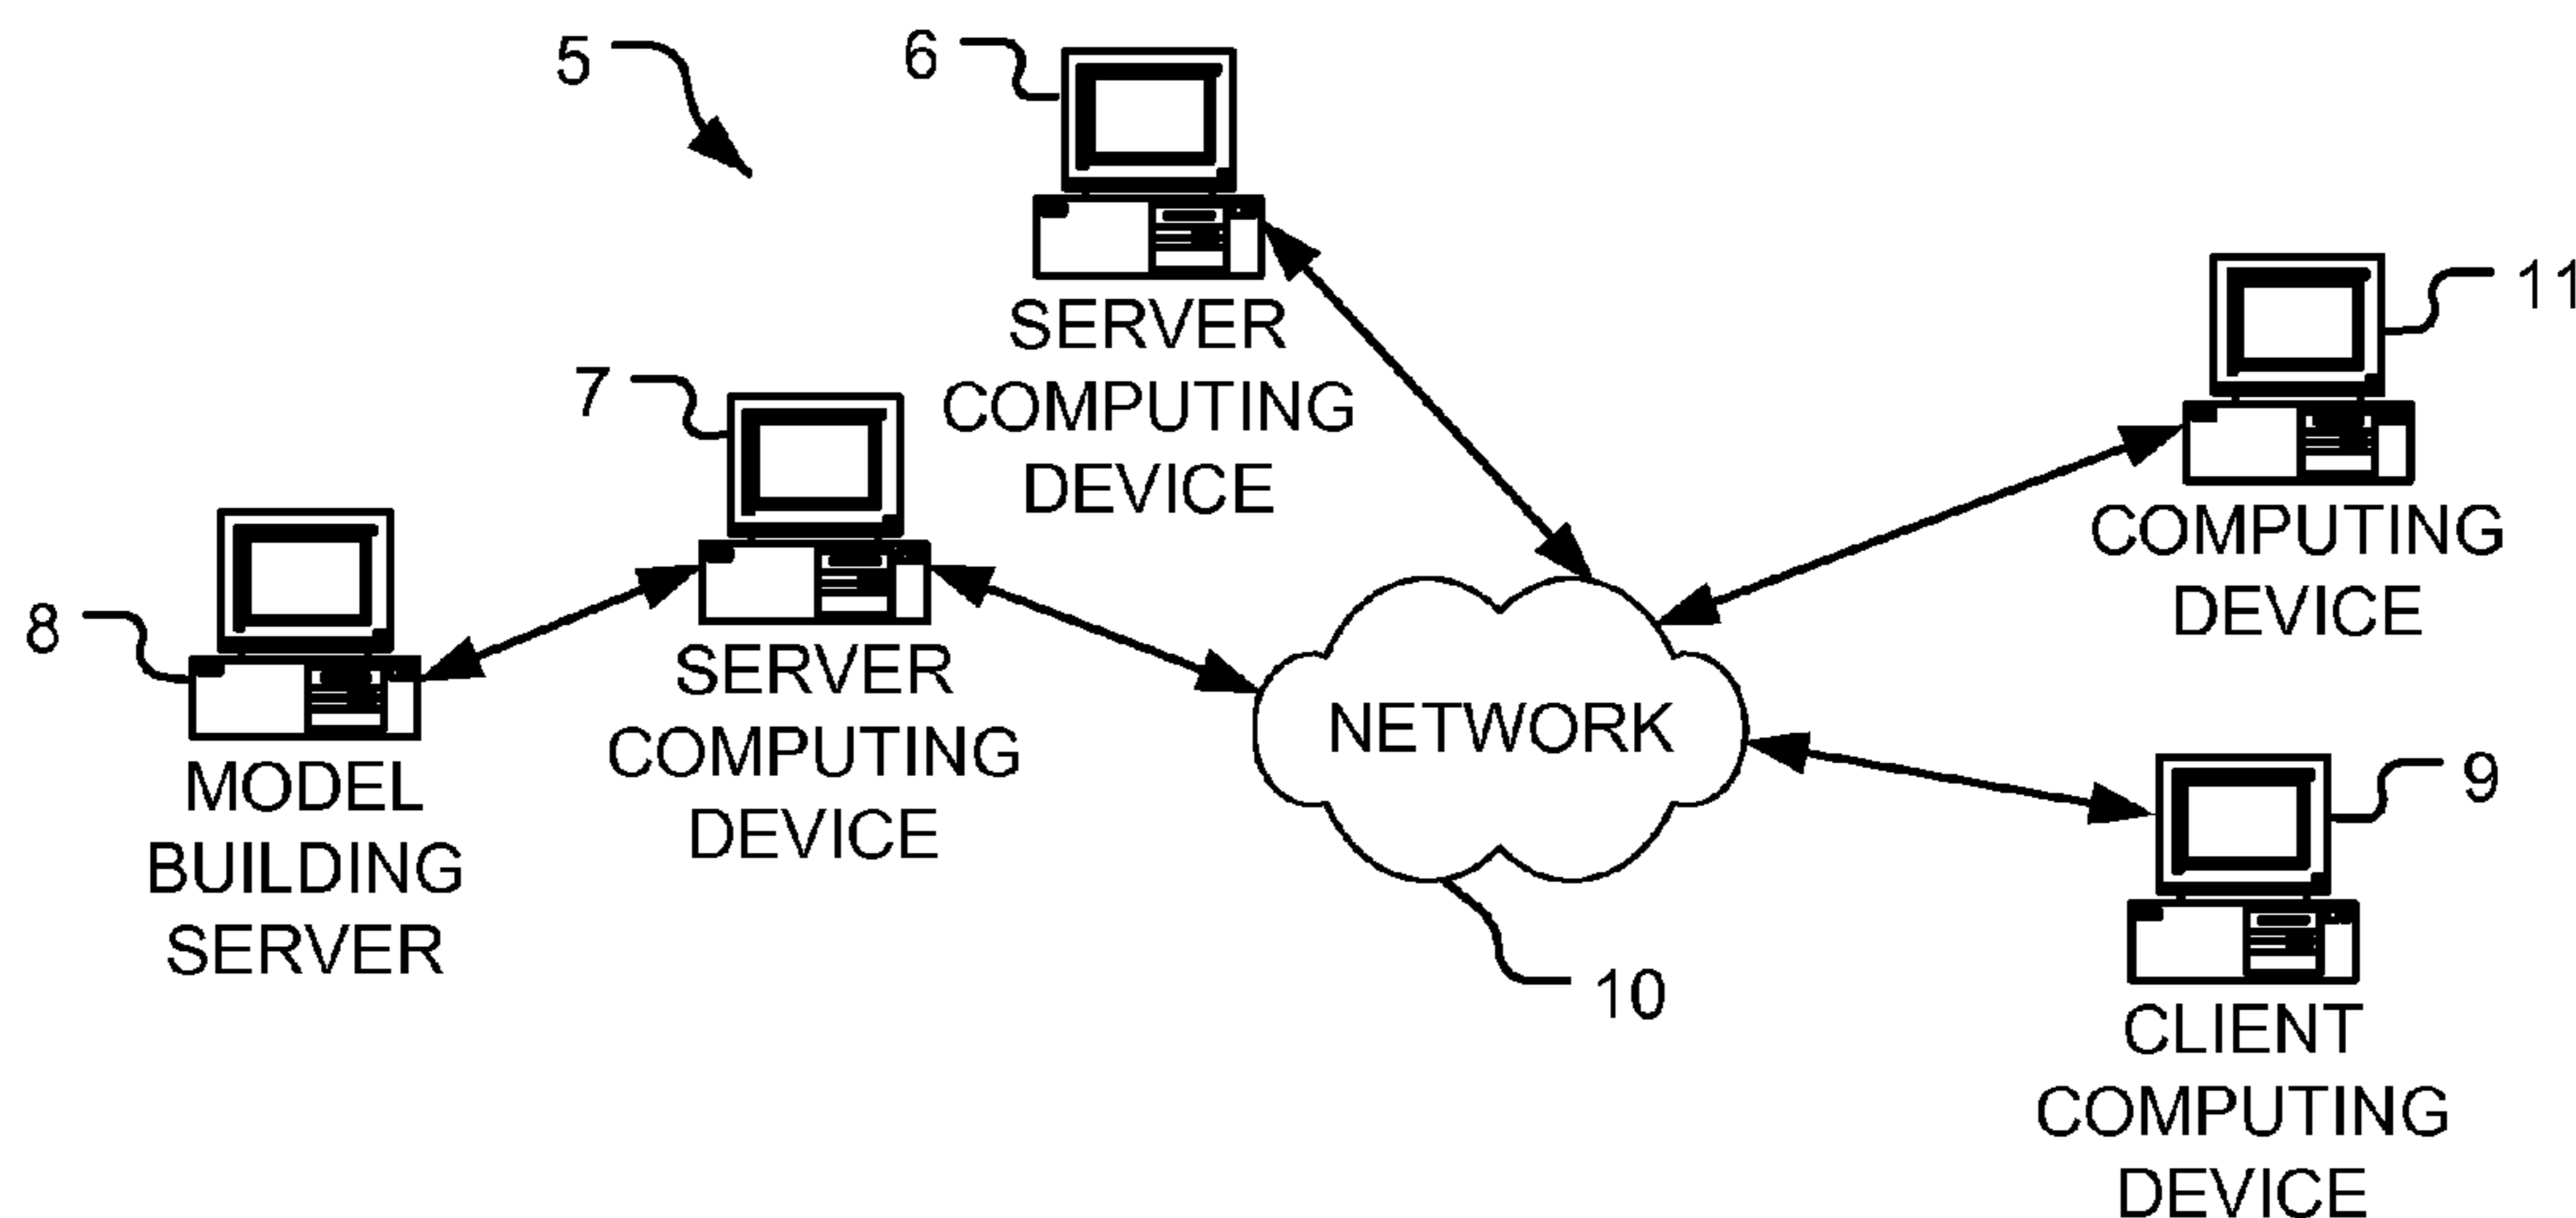 5
6
SERVER
COMPUTING
DEVICE
11
COMPUTING
DEVICE
7
SERVER
COMPUTING
DEVICE
8
MODEL
BUILDING
SERVER
NETWORK
10
9
CLIENT
COMPUTING
DEVICE